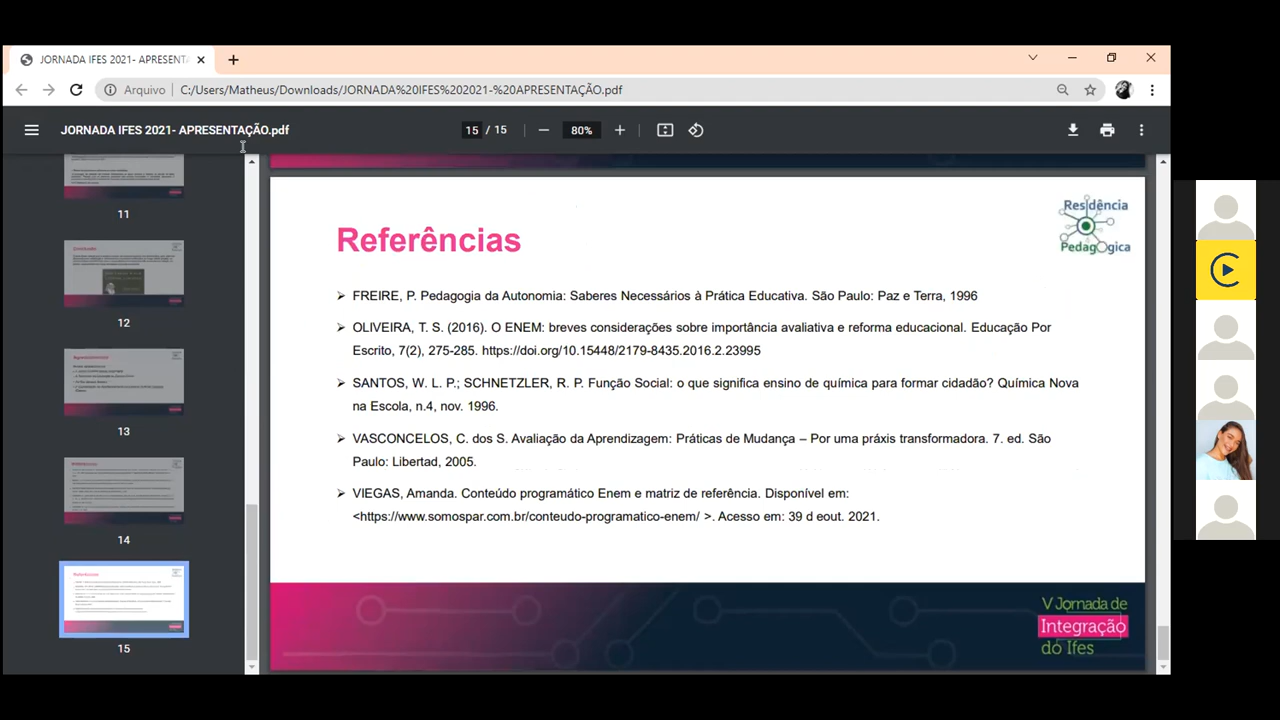 JORNADA IFES 2021- APRESENTA
Arquivo
C:/Users/Matheus/Downloads/JORNADA%20IFES%202021-%20APRESENTAÇÃO.pdf
JORNADA IFES 2021- APRESENTAÇÃO.pdf
15 / 15
80%
11
12
13
14
15
Residência
Pedagógica
Referências
➢ FREIRE, P. Pedagogia da Autonomia: Saberes Necessários à Prática Educativa. São Paulo: Paz e Terra, 1996
➢ OLIVEIRA, T. S. (2016). O ENEM: breves considerações sobre importância avaliativa e reforma educacional. Educação Por
Escrito, 7(2), 275-285. https://doi.org/10.15448/2179-8435.2016.2.23995
➢ SANTOS, W. L. P.; SCHNETZLER, R. P. Função Social: o que significa ensino de química para formar cidadão? Química Nova
na Escola, n.4, nov. 1996.
➢ VASCONCELOS, C. dos S. Avaliação da Aprendizagem: Práticas de Mudança – Por uma práxis transformadora. 7. ed. São
Paulo: Libertad, 2005.
➢ VIEGAS, Amanda. Conteúdo programático Enem e matriz de referência. Disponível em:
<https://www.somospar.com.br/conteudo-programatico-enem/ >. Acesso em: 39 d eout. 2021.
V Jornada de
Integração
do Ifes